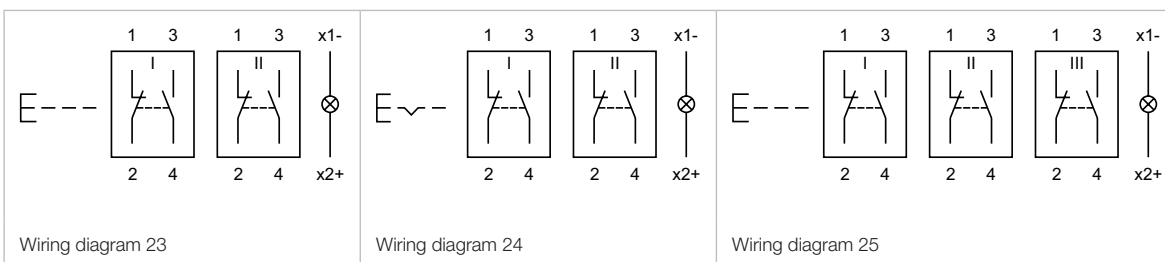 1 3 1 3 x1-
I II
2 4 2 4 x2+
Wiring diagram 23
1 3 1 3 x1-
I II
2 4 2 4 x2+
Wiring diagram 24
1 3 1 3 1 3 x1-
I II III
2 4 2 4 2 4 x2+
Wiring diagram 25